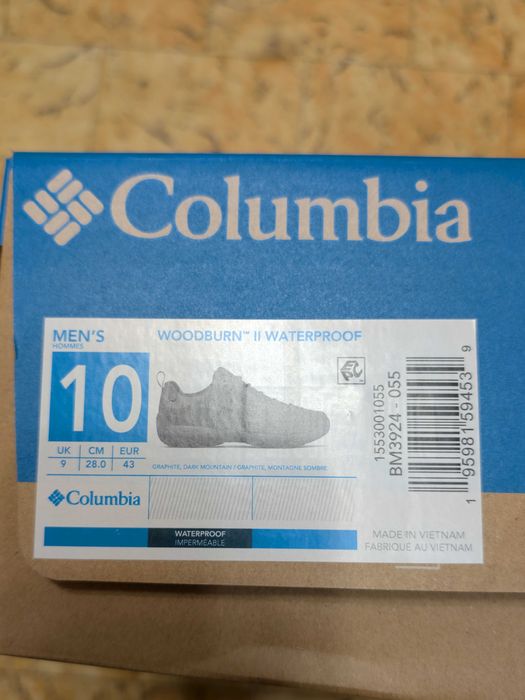 Columbia
MEN'S
HOMMES
WOODBURN™ II WATERPROOF
10
UK CM EUR
9 28.0 43
GRAPHITE, DARK MOUNTAIN / GRAPHITE, MONTAGNE SOMBRE
Columbia
WATERPROOF
IMPERMÉABLE
1553001055
BM3924 - 055
1 95981 59453 9
MADE IN VIETNAM
FABRIQUÉ AU VIETNAM